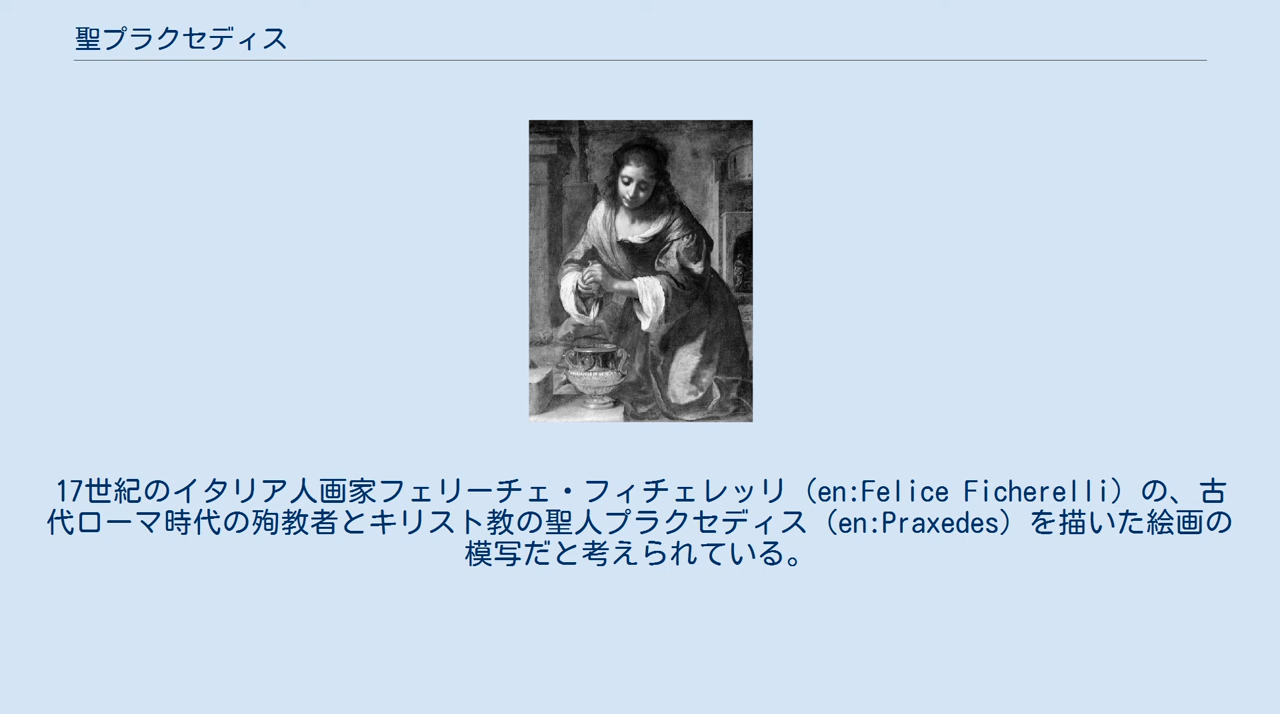 聖プラクセディス
17世紀のイタリア人画家フェリーチェ・フィチェレッリ（en:Felice Ficherelli）の、古
代ローマ時代の殉教者とキリスト教の聖人プラクセディス（en:Praxedes）を描いた絵画の
模写だと考えられている。